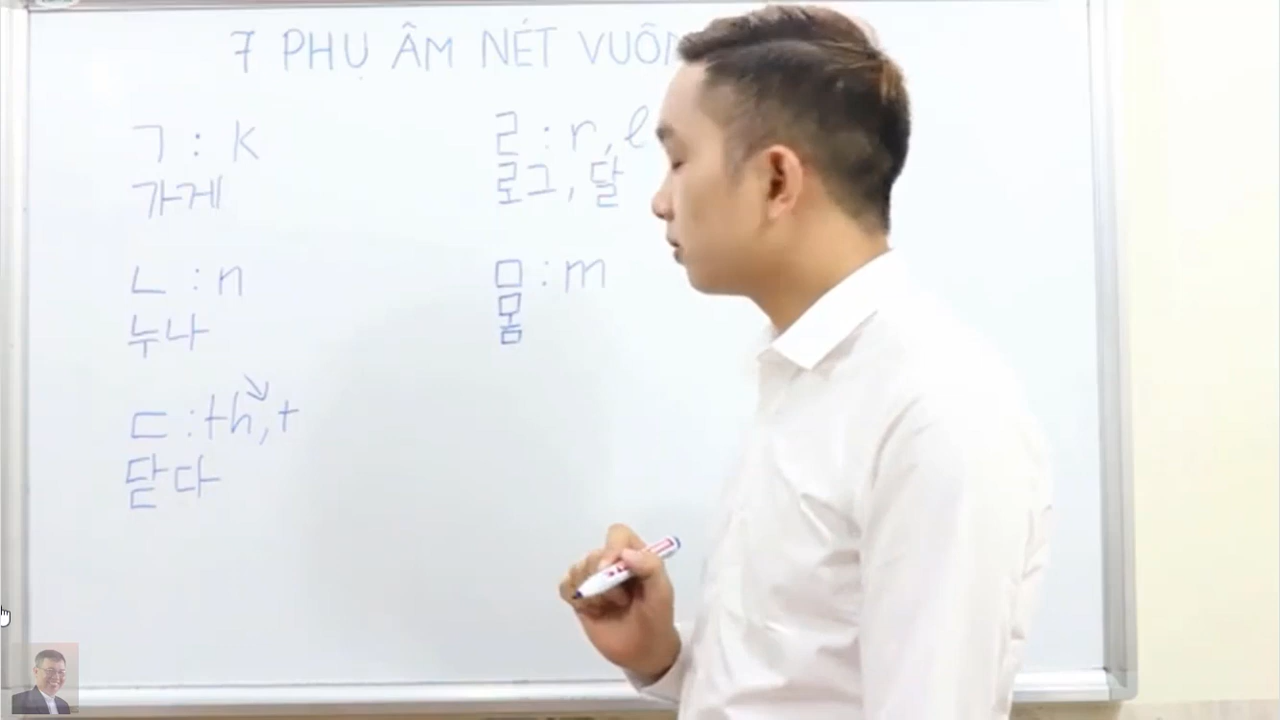 7 PHỤ ÂM NÉT VUÔN
ㄱ : k
가게
ㄴ : n
누나
ㄷ : th, t
닫다
ㄹ : r, l
로그, 달
ㅁ : m
몸